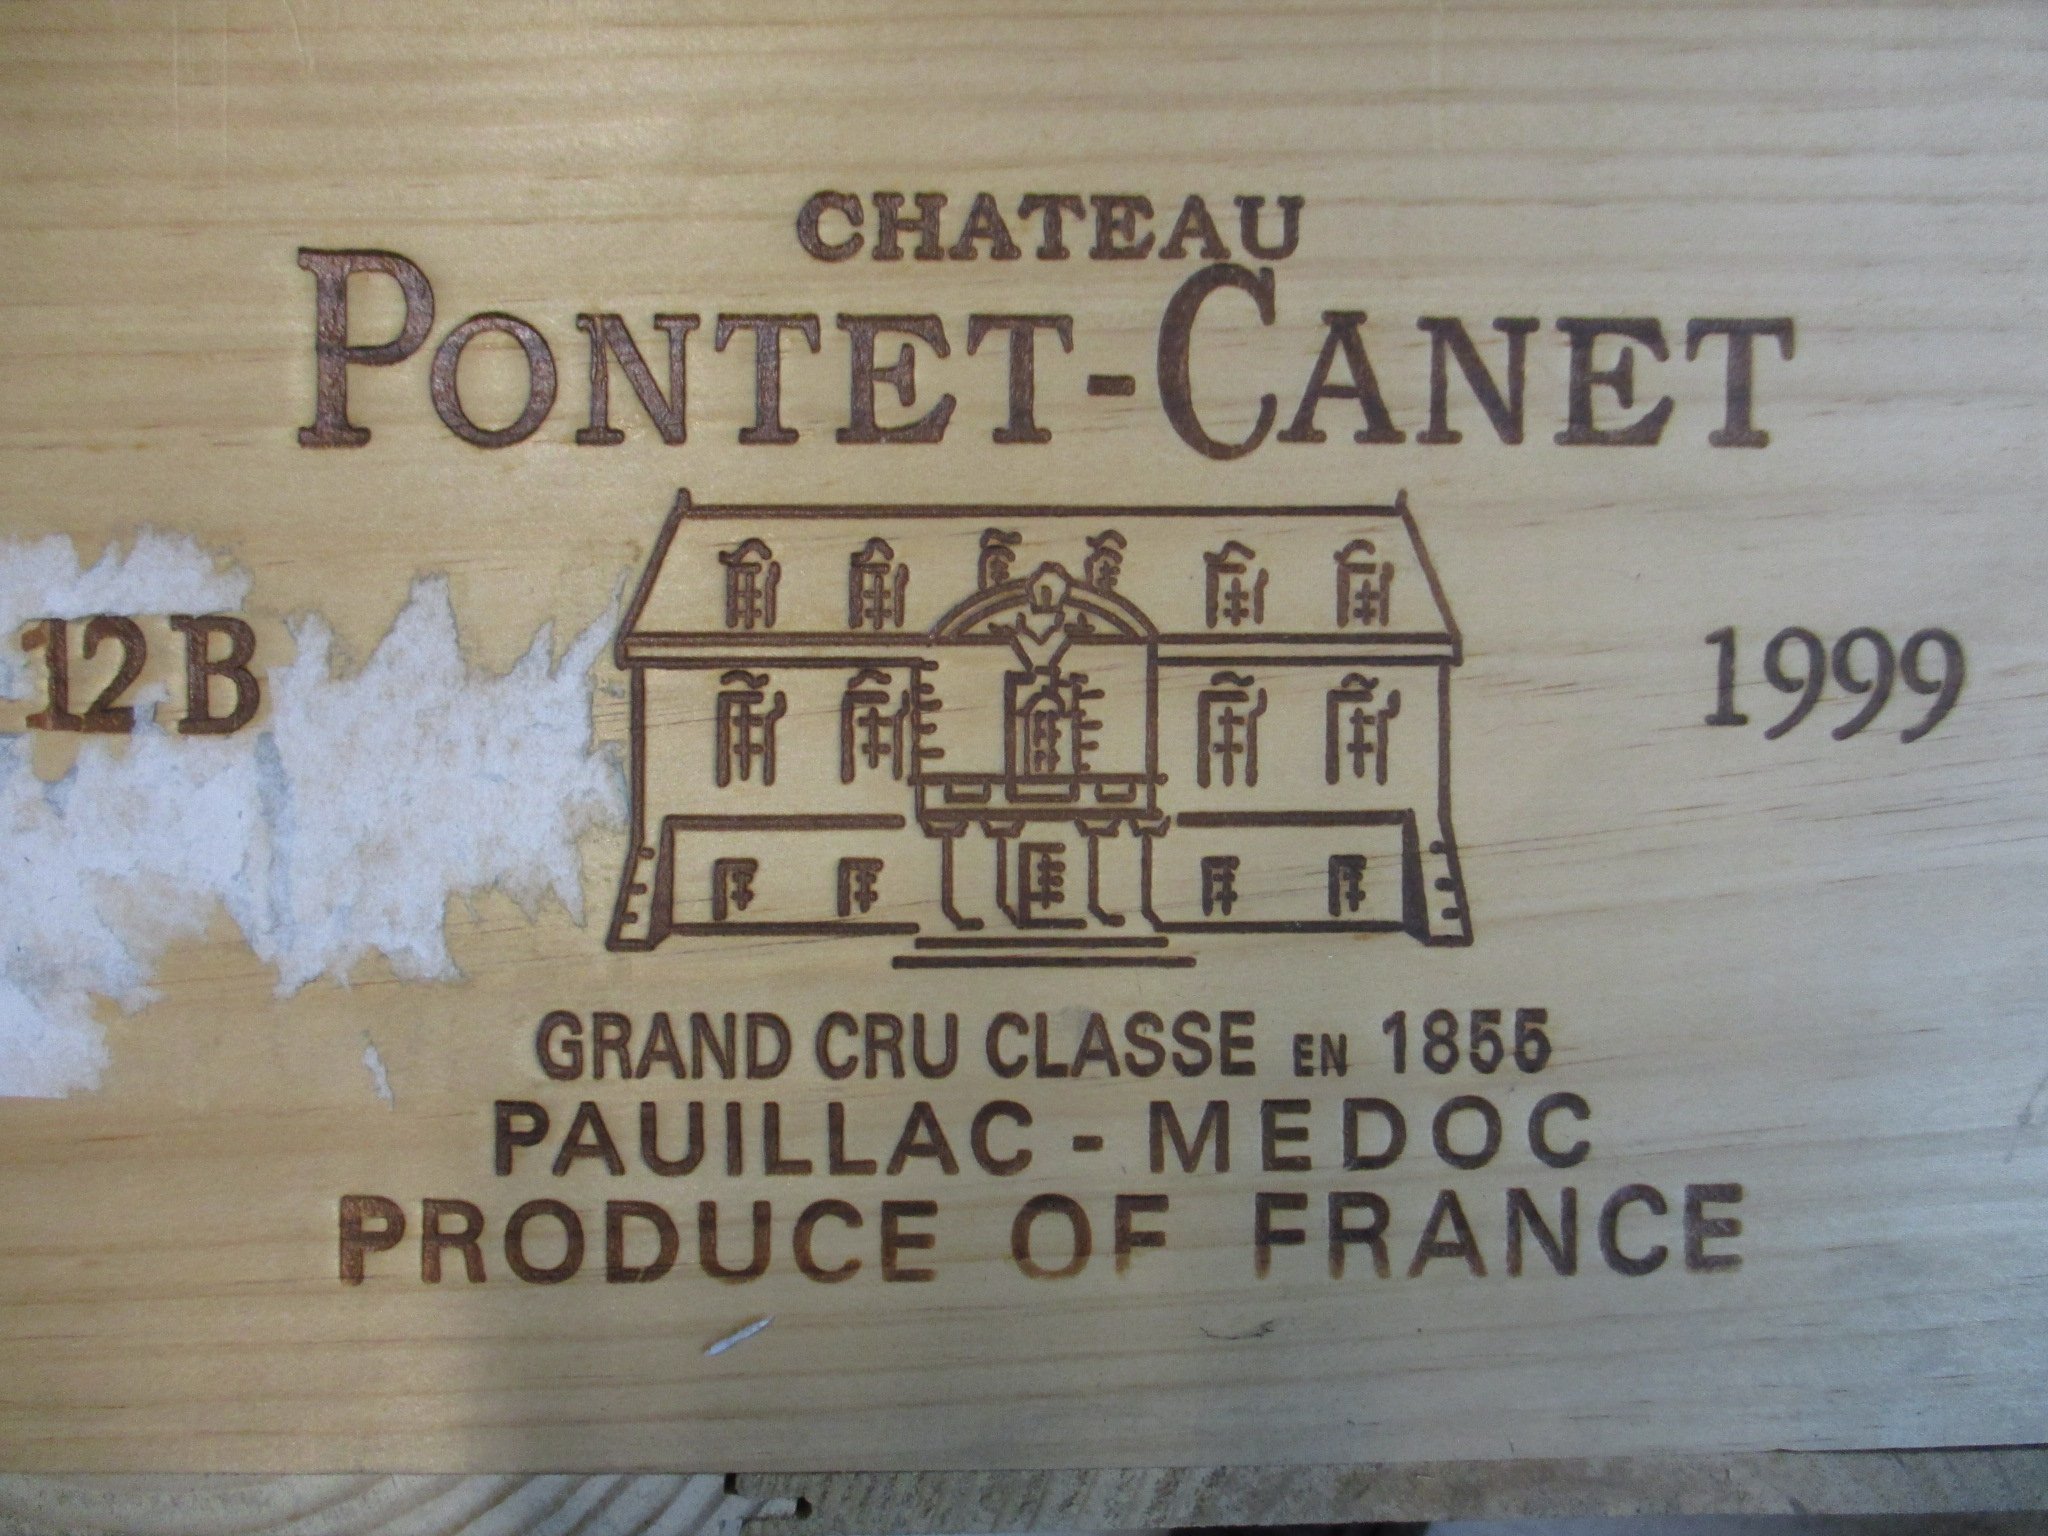 CHATEAU
PONTET-CANET
12 B
1999
GRAND CRU CLASSE EN 1855
PAUILLAC - MEDOC
PRODUCE OF FRANCE